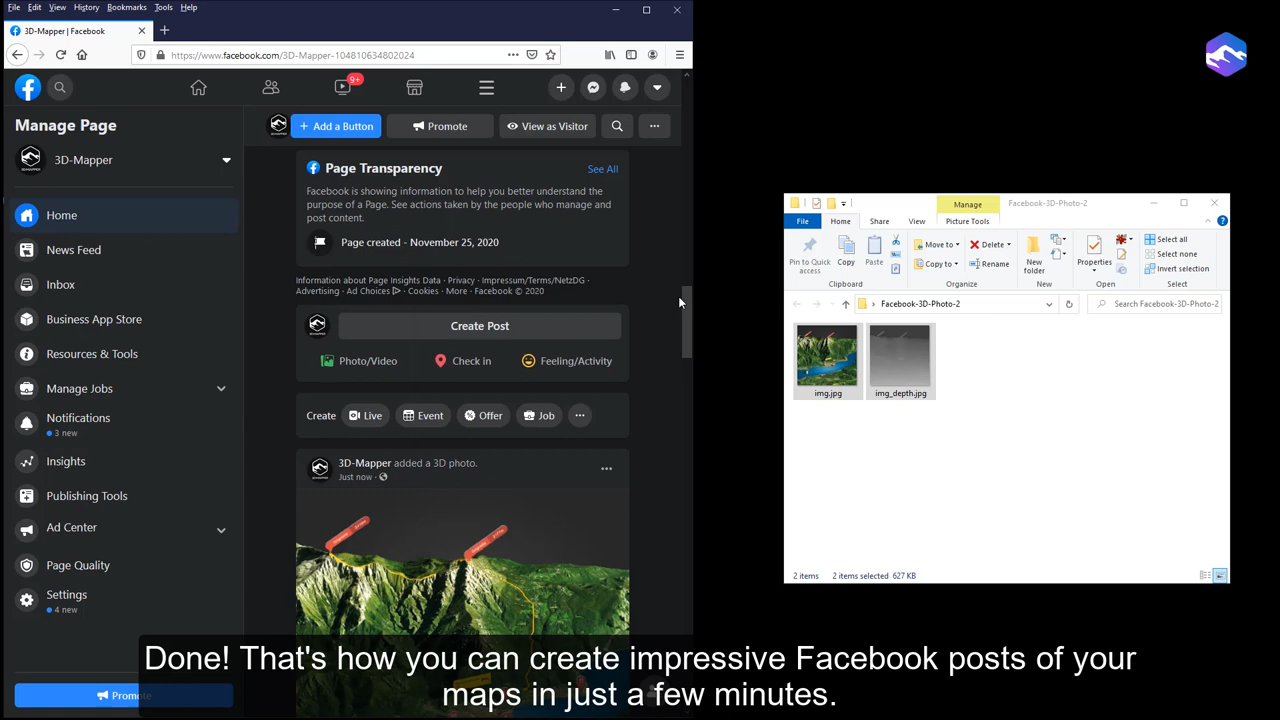 File Edit View History Bookmarks Tools Help
3D-Mapper | Facebook
https://www.facebook.com/3D-Mapper-104810634802024
9+
Manage Page
3D-Mapper
Home
News Feed
Inbox
Business App Store
Resources & Tools
Manage Jobs
Notifications
3 new
Insights
Publishing Tools
Ad Center
Page Quality
Settings
4 new
Promote
+ Add a Button
Promote
View as Visitor
Page Transparency
See All
Facebook is showing information to help you better understand the
purpose of a Page. See actions taken by the people who manage and
post content.
Page created - November 25, 2020
Information about Page Insights Data · Privacy · Impressum/Terms/NetzDG ·
Advertising · Ad Choices · Cookies · More · Facebook © 2020
Create Post
Photo/Video Check in Feeling/Activity
Create Live Event Offer Job
3D-Mapper added a 3D photo.
Just now ·
Manage
Facebook-3D-Photo-2
File Home Share View Picture Tools
Pin to Quick
access
Copy
Paste
Clipboard
Move to
Copy to
Delete
Rename
Organize
New
folder
New
Properties
Open
Select all
Select none
Invert selection
Select
Facebook-3D-Photo-2
Search Facebook-3D-Photo-2
img.jpg
img_depth.jpg
2 items 2 items selected 627 KB
Done! That's how you can create impressive Facebook posts of your
maps in just a few minutes.